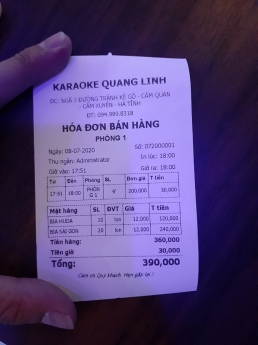 KARAOKE QUANG LINH
ĐC: NGÃ 3 ĐƯỜNG TRÁNH KẺ GỖ - CẨM QUAN
- CẨM XUYÊN - HÀ TĨNH
ĐT: 094.999.8318
HÓA ĐƠN BÁN HÀNG
PHÒNG 1
Ngày: 08-07-2020 Số: 072000001
Thu ngân: Administrator In lúc: 18:00
Giờ vào: 17:51 Giờ ra: 18:00
Từ Đến Phòng SL Đơn giá T tiền
17:51 18:00 PHÒNG 1 9' 200,000 30,000
Mặt hàng SL ĐVT Giá T tiền
BIA HUDA 10 lon 12,000 120,000
BIA SÀI GÒN 20 lon 12,000 240,000
Tiền hàng: 360,000
Tiền giờ: 30,000
Tổng: 390,000
Cảm ơn Quý khách. Hẹn gặp lại!